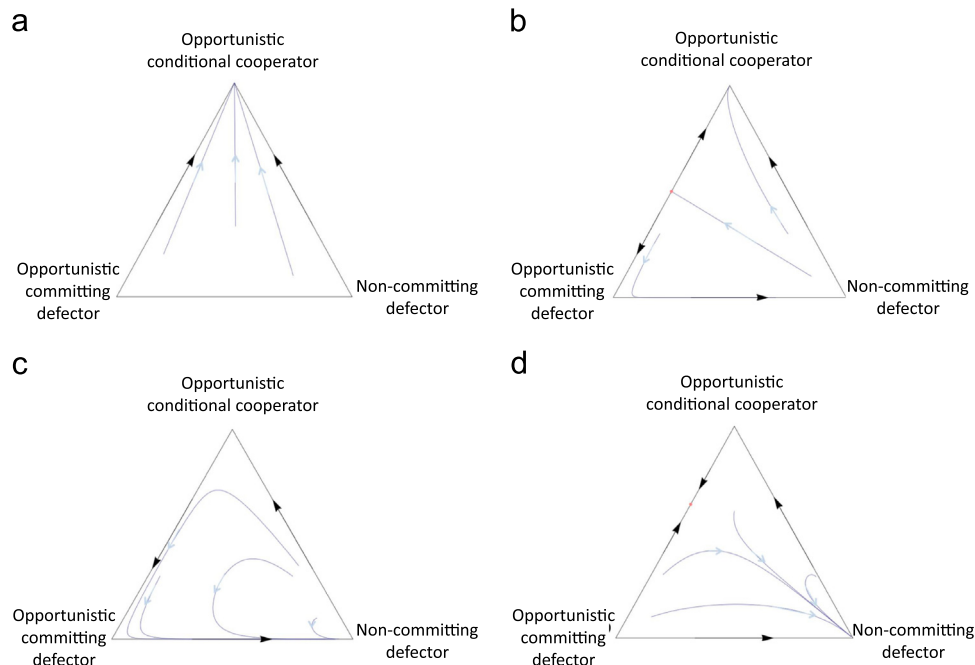 a
Opportunistic
conditional cooperator
Opportunistic
committing
defector
Non-committing
defector
b
Opportunistic
conditional cooperator
Opportunistic
committing
defector
Non-committing
defector
c
Opportunistic
conditional cooperator
Opportunistic
committing
defector
Non-committing
defector
d
Opportunistic
conditional cooperator
Opportunistic
committing
defector
Non-committing
defector